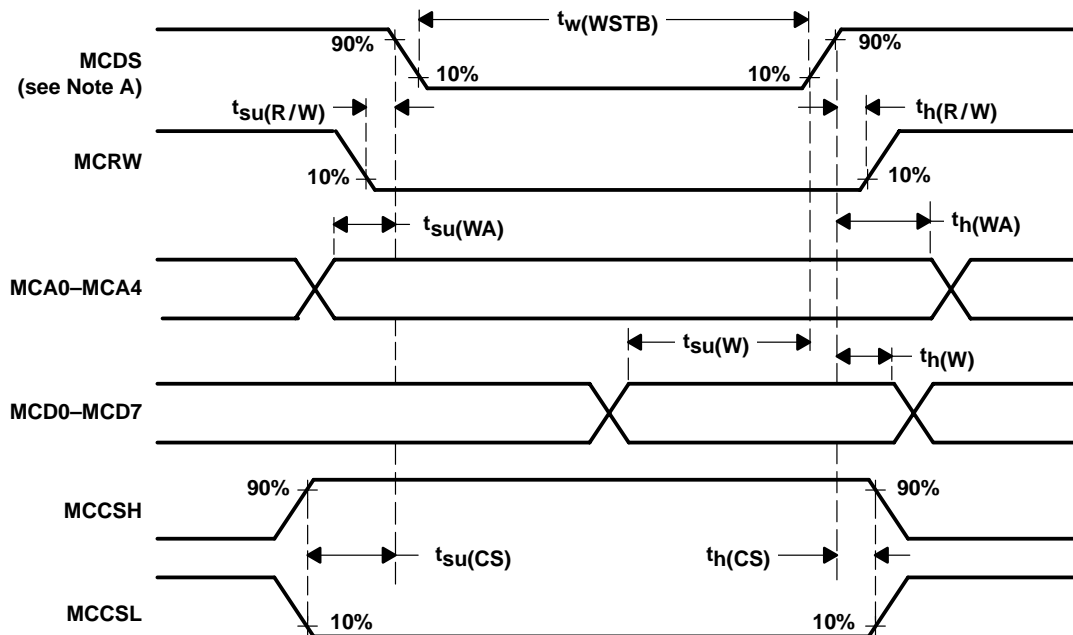 tw(WSTB)
90%
90%
MCDS
(see Note A)
10%
10%
tsu(R/W)
th(R/W)
MCRW
10%
10%
tsu(WA)
th(WA)
MCA0–MCA4
tsu(W)
th(W)
MCD0–MCD7
90%
90%
MCCSH
tsu(CS)
th(CS)
MCCSL
10%
10%